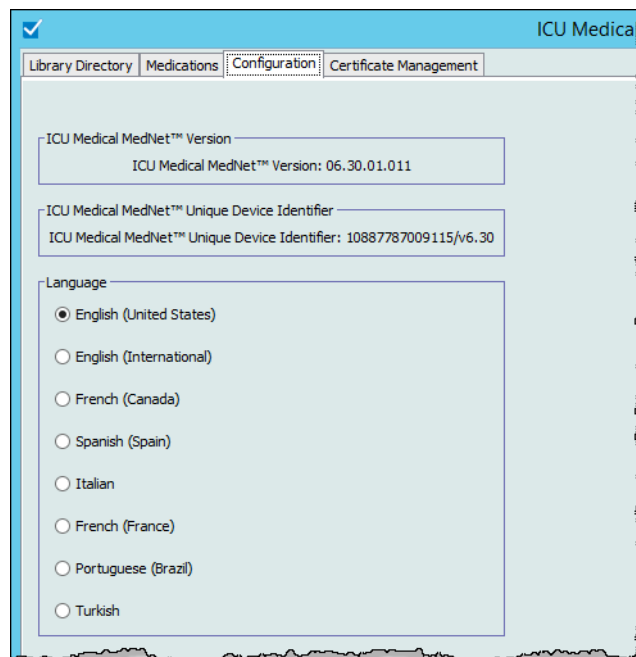 ICU Medica
Library Directory Medications Configuration Certificate Management
ICU Medical MedNet™ Version
ICU Medical MedNet™ Version: 06.30.01.011
ICU Medical MedNet™ Unique Device Identifier
ICU Medical MedNet™ Unique Device Identifier: 10887787009115/v6.30
Language
English (United States)
English (International)
French (Canada)
Spanish (Spain)
Italian
French (France)
Portuguese (Brazil)
Turkish